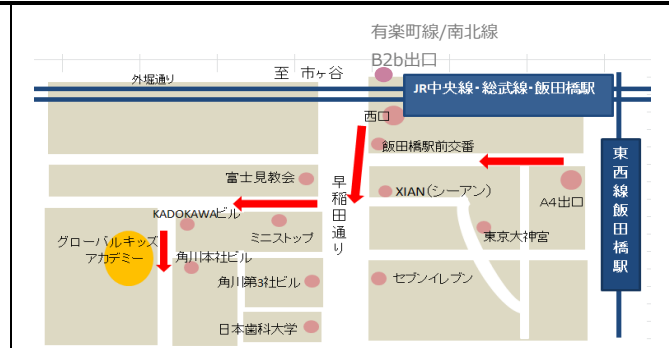 有楽町線/南北線
B2b出口
外堀通り
至 市ヶ谷
JR中央線・総武線・飯田橋駅
西口
飯田橋駅前交番
東西線飯田橋駅
富士見教会
早稲田通り
XIAN(シーアン)
A4出口
KADOKAWAビル
ミニストップ
東京大神宮
グローバルキッズ
アカデミー
角川本社ビル
角川第3社ビル
セブンイレブン
日本歯科大学